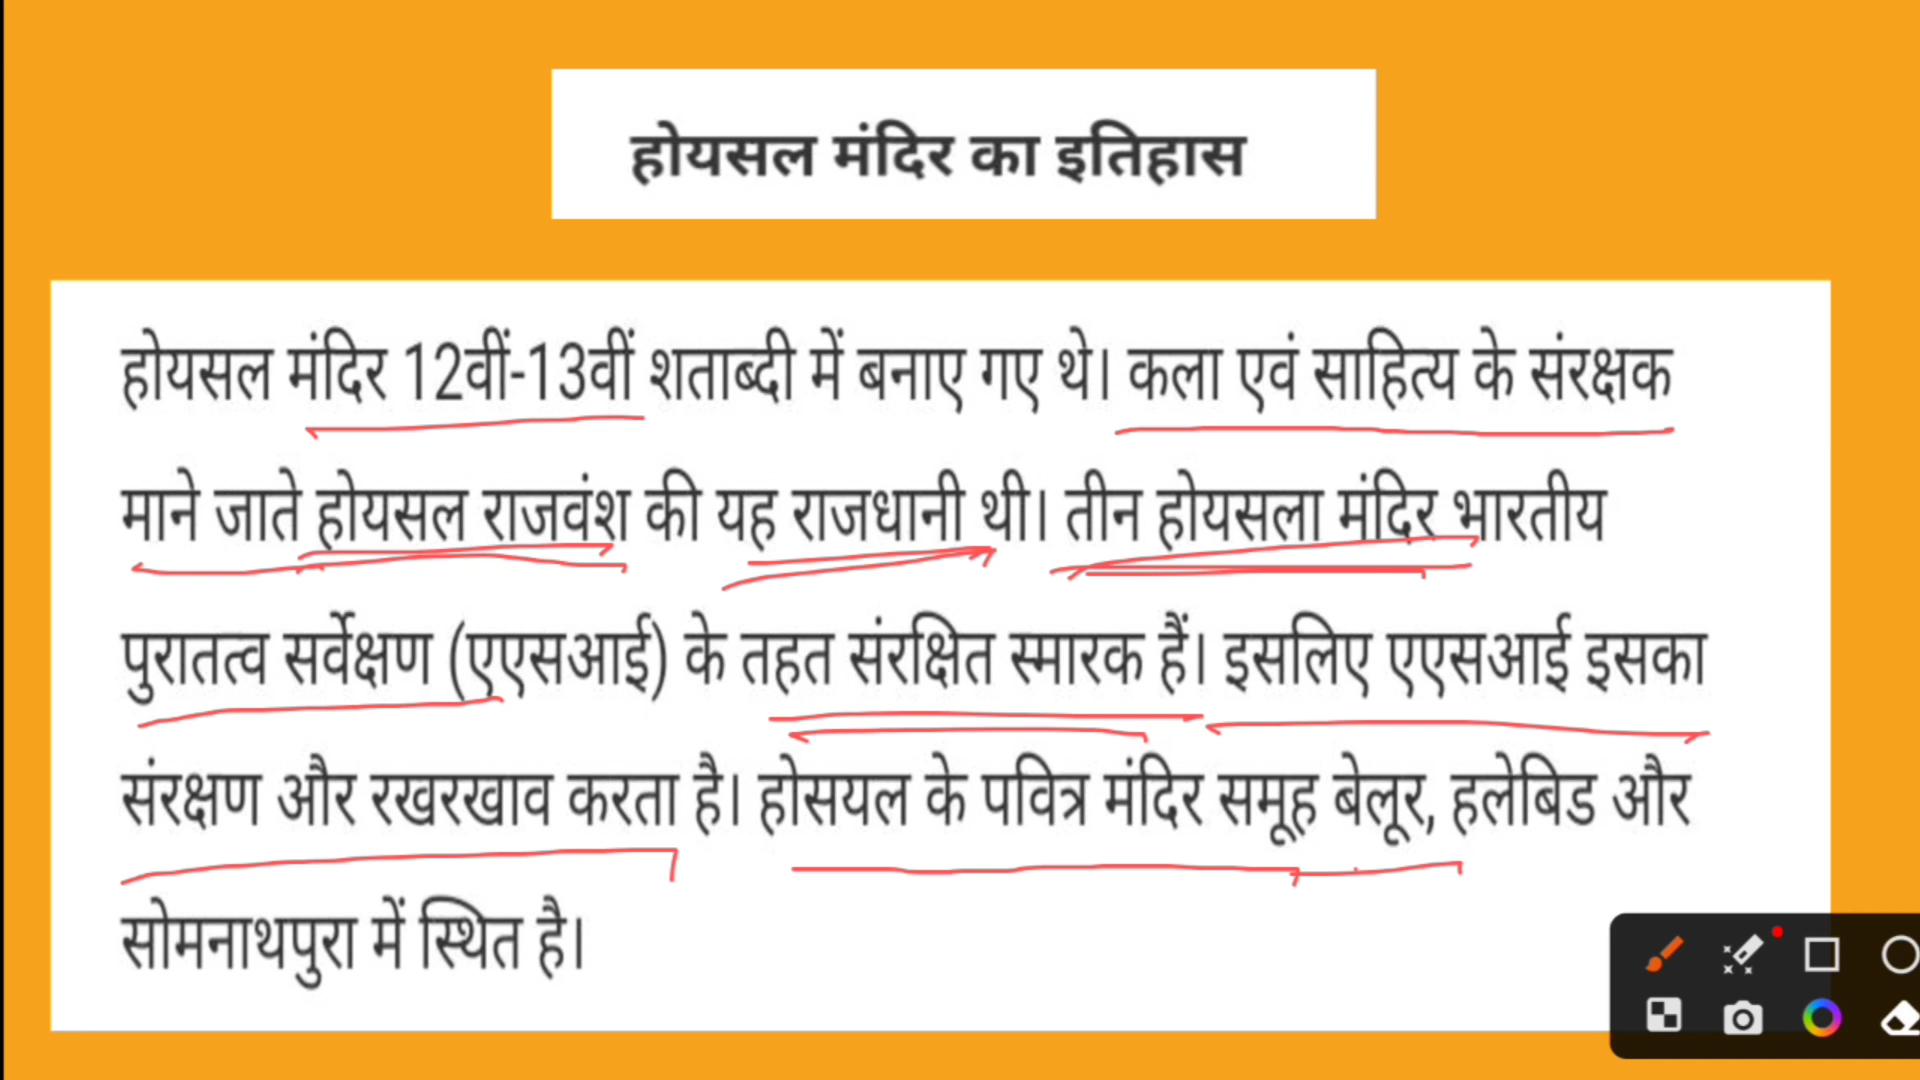 होयसल मंदिर का इतिहास
होयसल मंदिर 12वीं-13वीं शताब्दी में बनाए गए थे। कला एवं साहित्य के संरक्षक
माने जाते होयसल राजवंश की यह राजधानी थी। तीन होयसला मंदिर भारतीय
पुरातत्व सर्वेक्षण (एएसआई) के तहत संरक्षित स्मारक हैं। इसलिए एएसआई इसका
संरक्षण और रखरखाव करता है। होसयल के पवित्र मंदिर समूह बेलूर, हलेबिड और
सोमनाथपुरा में स्थित है।